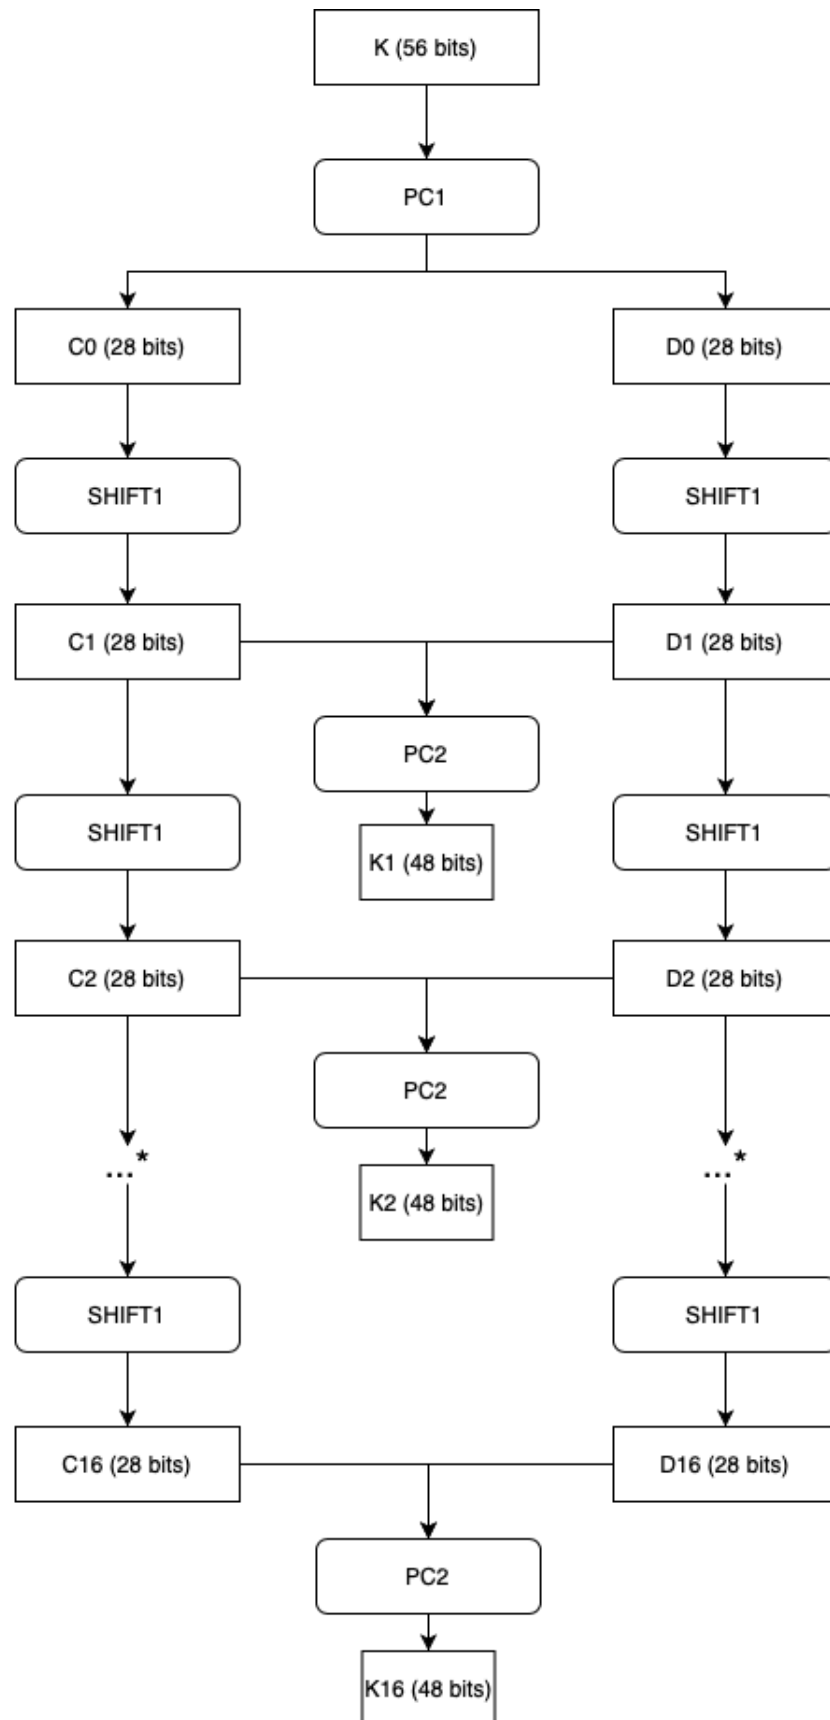 K (56 bits)
PC1
C0 (28 bits)
D0 (28 bits)
SHIFT1
SHIFT1
C1 (28 bits)
D1 (28 bits)
PC2
SHIFT1
SHIFT1
K1 (48 bits)
C2 (28 bits)
D2 (28 bits)
PC2
...*
...*
K2 (48 bits)
SHIFT1
SHIFT1
C16 (28 bits)
D16 (28 bits)
PC2
K16 (48 bits)